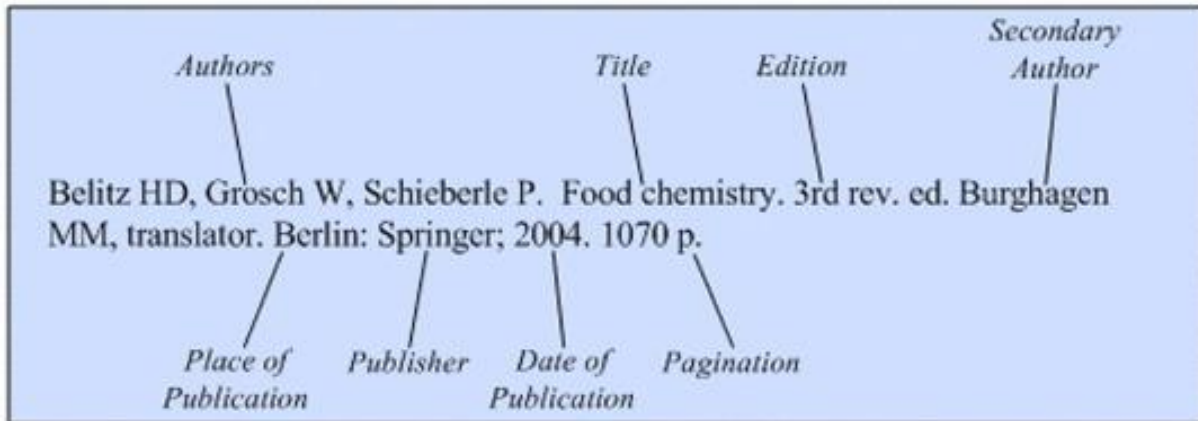 Secondary
Authors Title Edition Author
Belitz HD, Grosch W, Schieberle P. Food chemistry. 3rd rev. ed. Burghagen
MM, translator. Berlin: Springer; 2004. 1070 p.
Place of Publisher Date of Pagination
Publication Publication